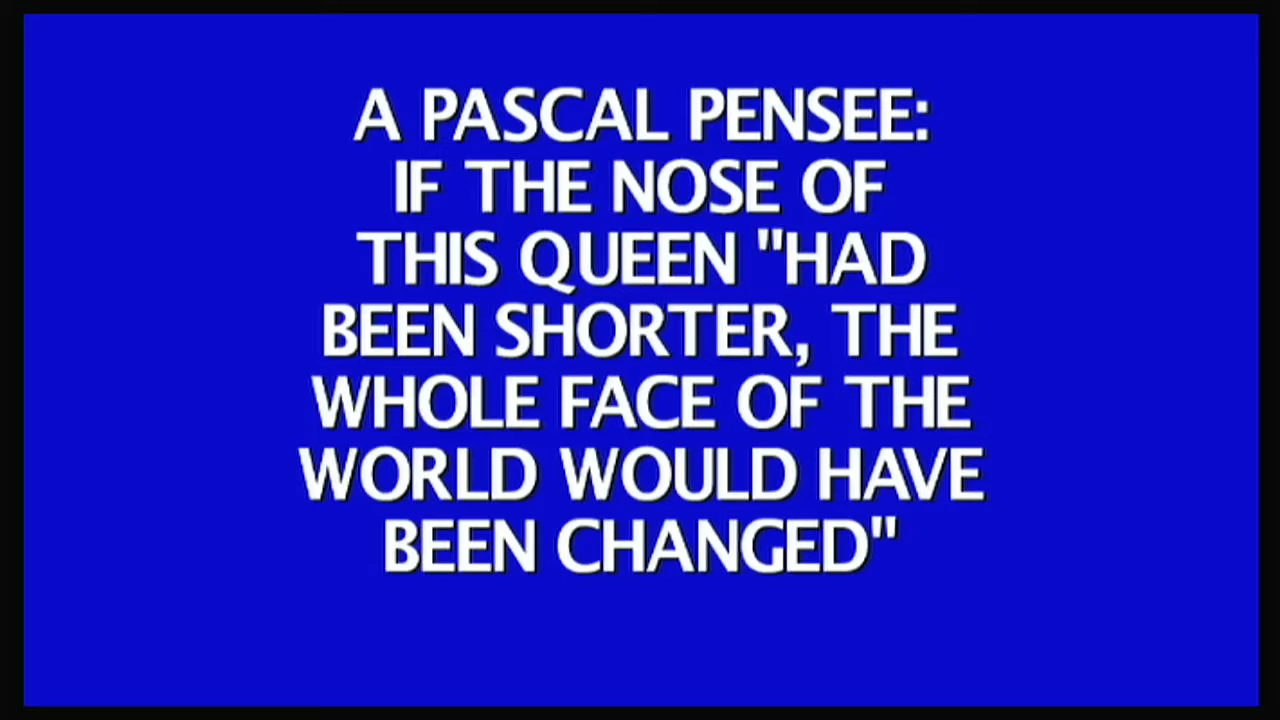 A PASCAL PENSEE:
IF THE NOSE OF
THIS QUEEN "HAD
BEEN SHORTER, THE
WHOLE FACE OF THE
WORLD WOULD HAVE
BEEN CHANGED"